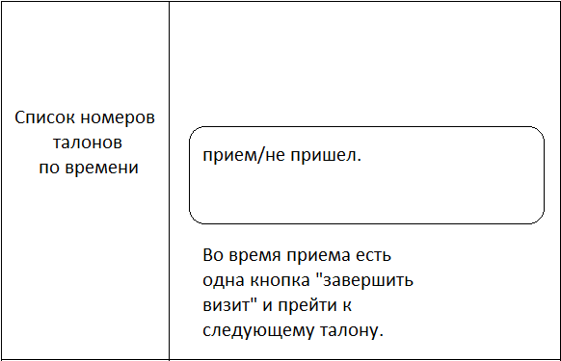 Список номеров
талонов
по времени
прием/не пришел.
Во время приема есть
одна кнопка "завершить
визит" и прейти к
следующему талону.